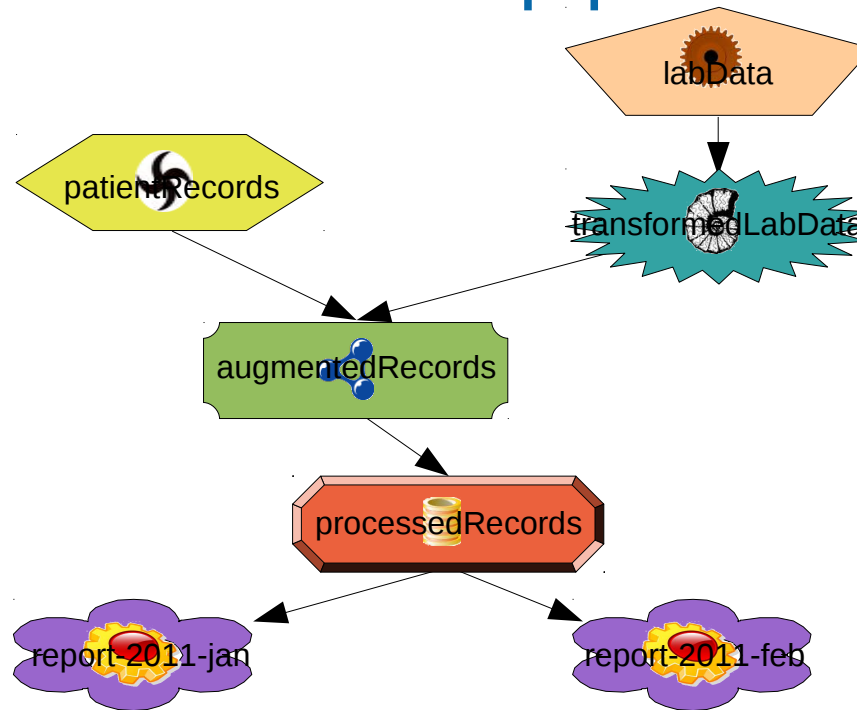 labData
patientRecords
transformedLabData
augmentedRecords
processedRecords
report-2011-jan
report-2011-feb